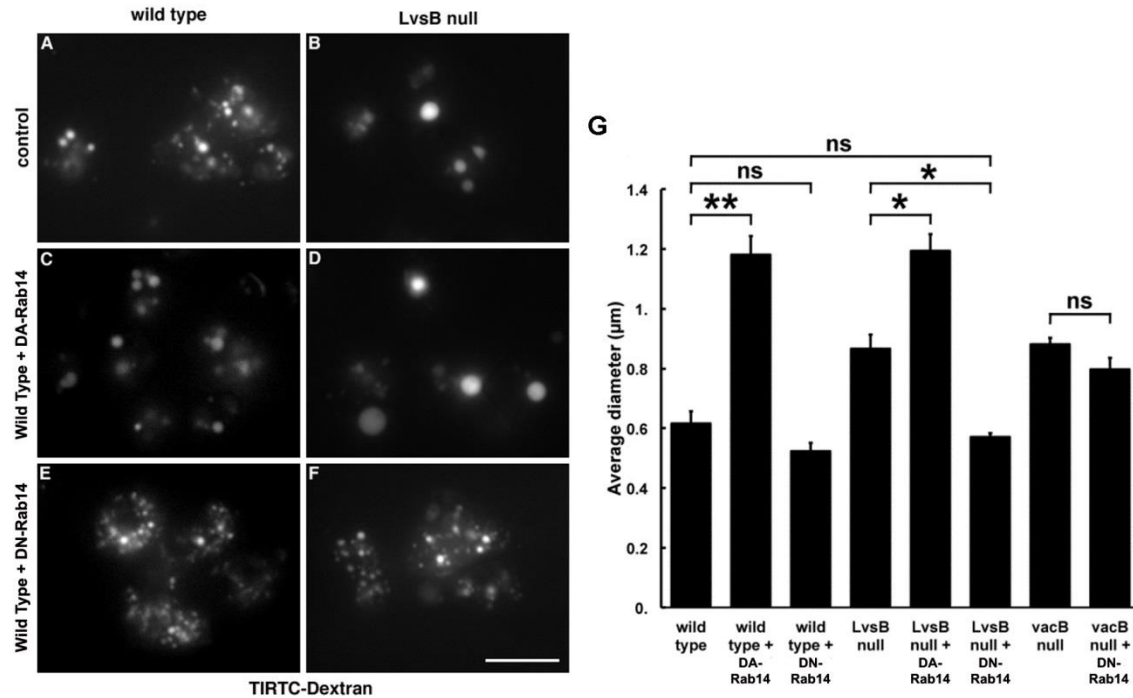 wild type
LvsB null
A
B
control
C
D
Wild Type + DA-Rab14
E
F
Wild Type + DN-Rab14
TIRTC-Dextran
G
ns
ns
*
**
*
ns
1.4
1.2
1.
0.8
0.6
0.4
0.2
0.
Average diameter (µm)
wild
type
wild
type +
DA-
Rab14
wild
type +
DN-
Rab14
LvsB
null
LvsB
null +
DA-
Rab14
LvsB
null +
DN-
Rab14
vacB
null
vacB
null +
DN-
Rab14